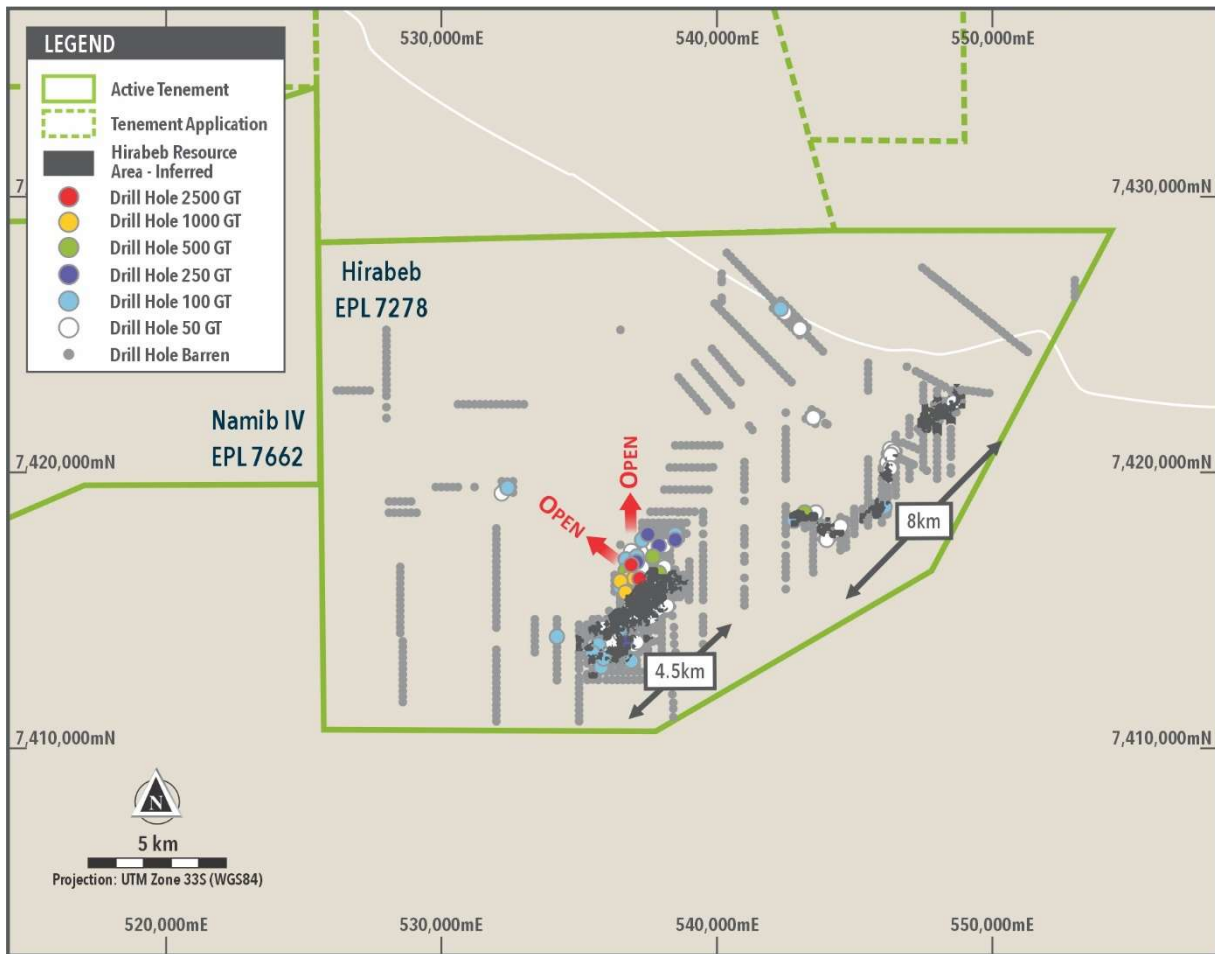 LEGEND
Active Tenement
Tenement Application
Hirabeb Resource
Area - Inferred
Drill Hole 2500 GT
Drill Hole 1000 GT
Drill Hole 500 GT
Drill Hole 250 GT
Drill Hole 100 GT
Drill Hole 50 GT
Drill Hole Barren
530,000mE
540,000mE
550,000mE
7
7,430,000mN
Hirabeb
EPL 7278
Namib IV
EPL 7662
7,420,000mN
7,420,000mN
OPEN
OPEN
8km
4.5km
7,410,000mN
7,410,000mN
N
5 km
Projection: UTM Zone 33S (WGS84)
520,000mE
530,000mE
540,000mE
550,000mE